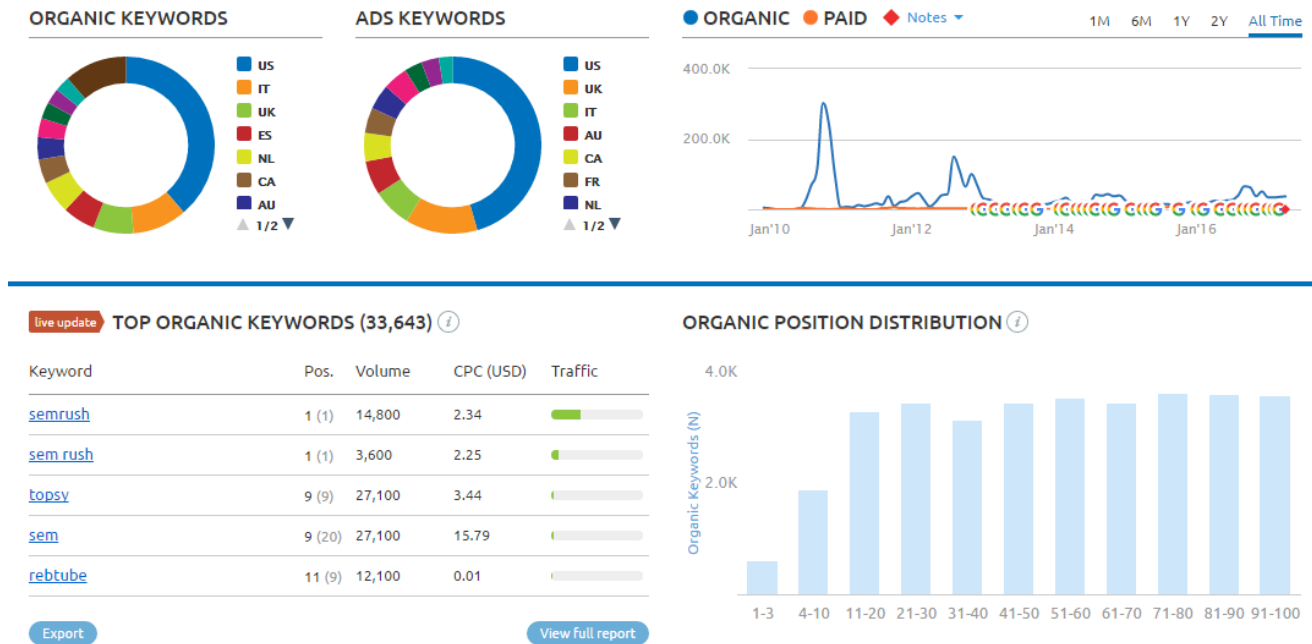 ORGANIC KEYWORDS
US
IT
UK
ES
NL
CA
AU
1/2
ADS KEYWORDS
US
UK
IT
AU
CA
FR
NL
1/2
ORGANIC PAID Notes 1M 6M 1Y 2Y All Time
400.0K
200.0K
Jan'10 Jan'12 Jan'14 Jan'16
live update TOP ORGANIC KEYWORDS (33,643) i
Keyword Pos. Volume CPC (USD) Traffic
semrush 1 (1) 14,800 2.34
sem rush 1 (1) 3,600 2.25
topsy 9 (9) 27,100 3.44
sem 9 (20) 27,100 15.79
rebtube 11 (9) 12,100 0.01
Export View full report
ORGANIC POSITION DISTRIBUTION i
4.0K
2.0K
Organic Keywords (N)
1-3 4-10 11-20 21-30 31-40 41-50 51-60 61-70 71-80 81-90 91-100